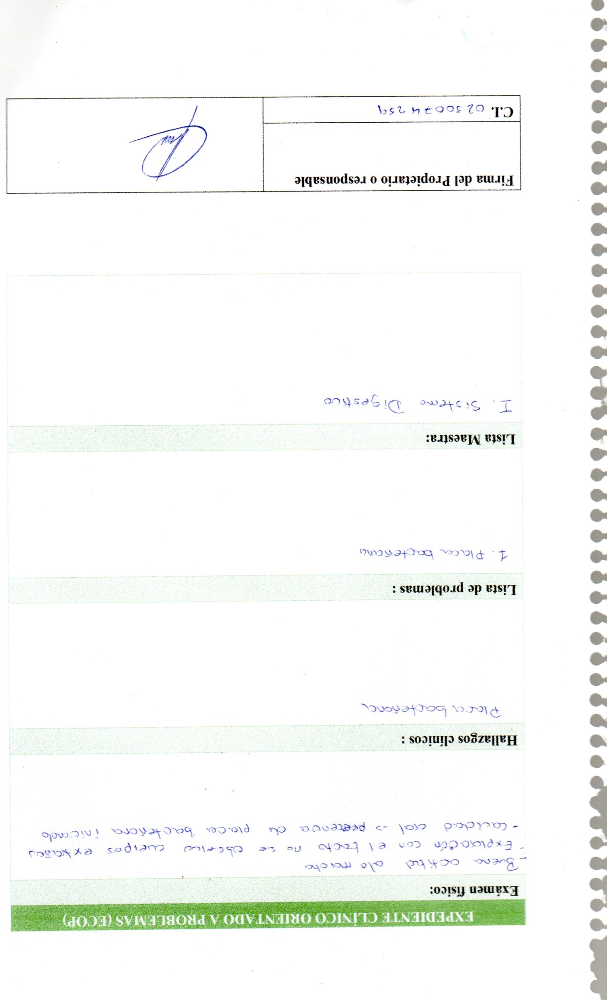 EXPEDIENTE CLÍNICO ORIENTADO A PROBLEMAS (ECOP)
Exámen físico:
- Buena actitud a la marcha
- Exploración con el tacto no se observo cuerpos extraños
- cavidad oral -> presencia de placa bacteriana iniciando
Hallazgos clínicos :
Placa bacteriana
Lista de problemas :
1. Placa bacteriana
Lista Maestra:
I. Sistema Digestivo
Firma del Propietario o responsable
C.I. 0250074259